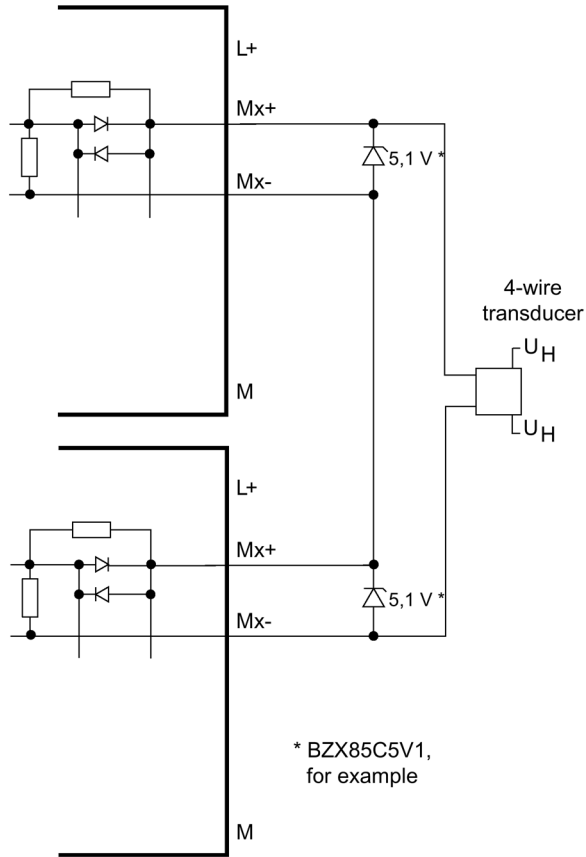 L+
Mx+
5,1 V *
Mx-
4-wire
transducer
UH
UH
M
L+
Mx+
5,1 V *
Mx-
* BZX85C5V1,
for example
M